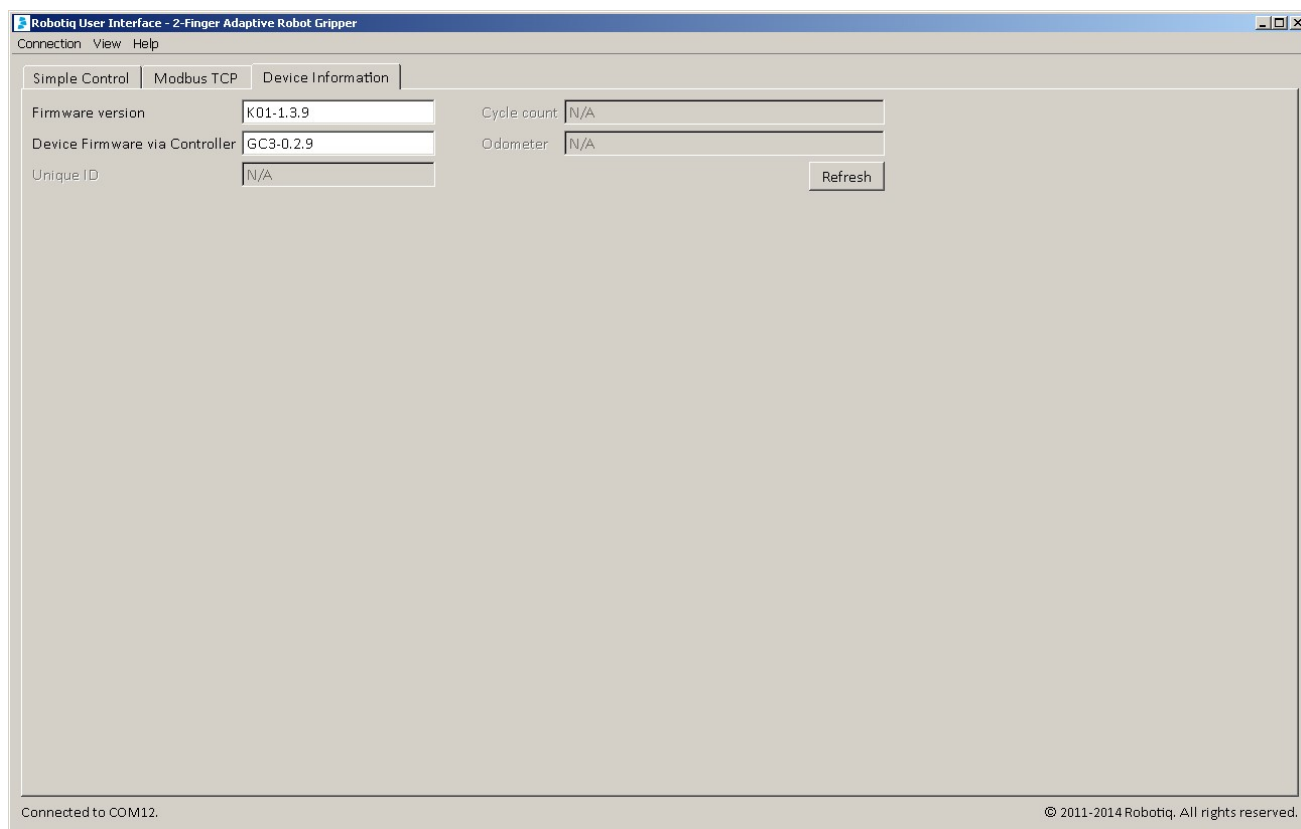 Robotiq User Interface - 2-Finger Adaptive Robot Gripper
Connection View Help
Simple Control Modbus TCP Device Information
Firmware version K01-1.3.9 Cycle count N/A
Device Firmware via Controller GC3-0.2.9 Odometer N/A
Unique ID N/A Refresh
Connected to COM12. © 2011-2014 Robotiq. All rights reserved.